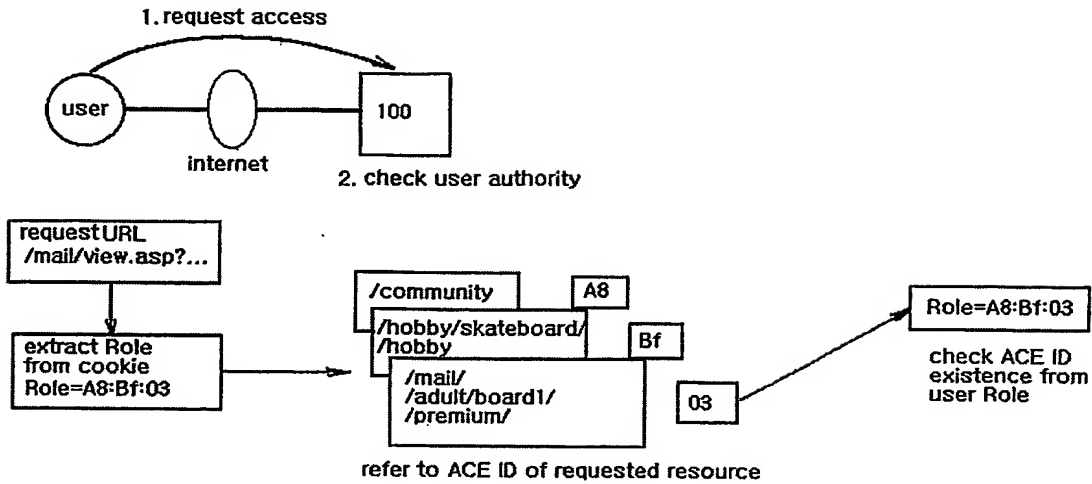 1. request access
user
100
internet
2. check user authority
requestURL
/mail/view.asp?...
extract Role
from cookie
Role=A8:Bf:03
/community
A8
/hobby/skateboard/
/hobby
Bf
/mail/
/adult/board1/
/premium/
03
refer to ACE ID of requested resource
Role=A8:Bf:03
check ACE ID
existence from
user Role